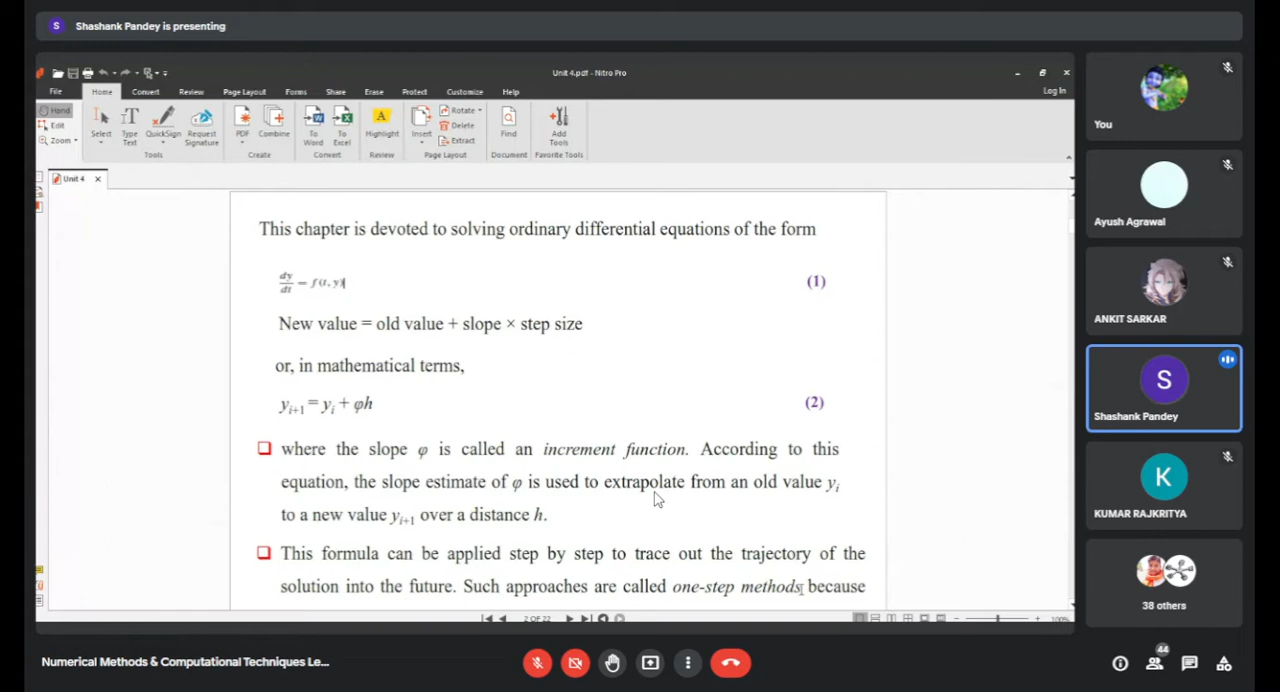 S Shashank Pandey is presenting
Unit 4.pdf - Nitro Pro
File Home Convert Review Page Layout Forms Share Erase Protect Customize Help Log In
Hand
Edit
Zoom
Select
Type Text
QuickSign
Request Signature
Tools
PDF
Combine
Create
To Word
To Excel
Convert
Highlight
Review
Insert
Rotate
Delete
Extract
Page Layout
Find
Document
Add Tools
Favorite Tools
Unit 4
This chapter is devoted to solving ordinary differential equations of the form
dy/dt = f(t, y) (1)
New value = old value + slope × step size
or, in mathematical terms,
yi+1 = yi + φh (2)
where the slope φ is called an increment function. According to this
equation, the slope estimate of φ is used to extrapolate from an old value yi
to a new value yi+1 over a distance h.
This formula can be applied step by step to trace out the trajectory of the
solution into the future. Such approaches are called one-step methods because
2 OF 22
100%
You
Ayush Agrawal
ANKIT SARKAR
S
Shashank Pandey
K
KUMAR RAJKRITYA
38 others
Numerical Methods & Computational Techniques Le...
44